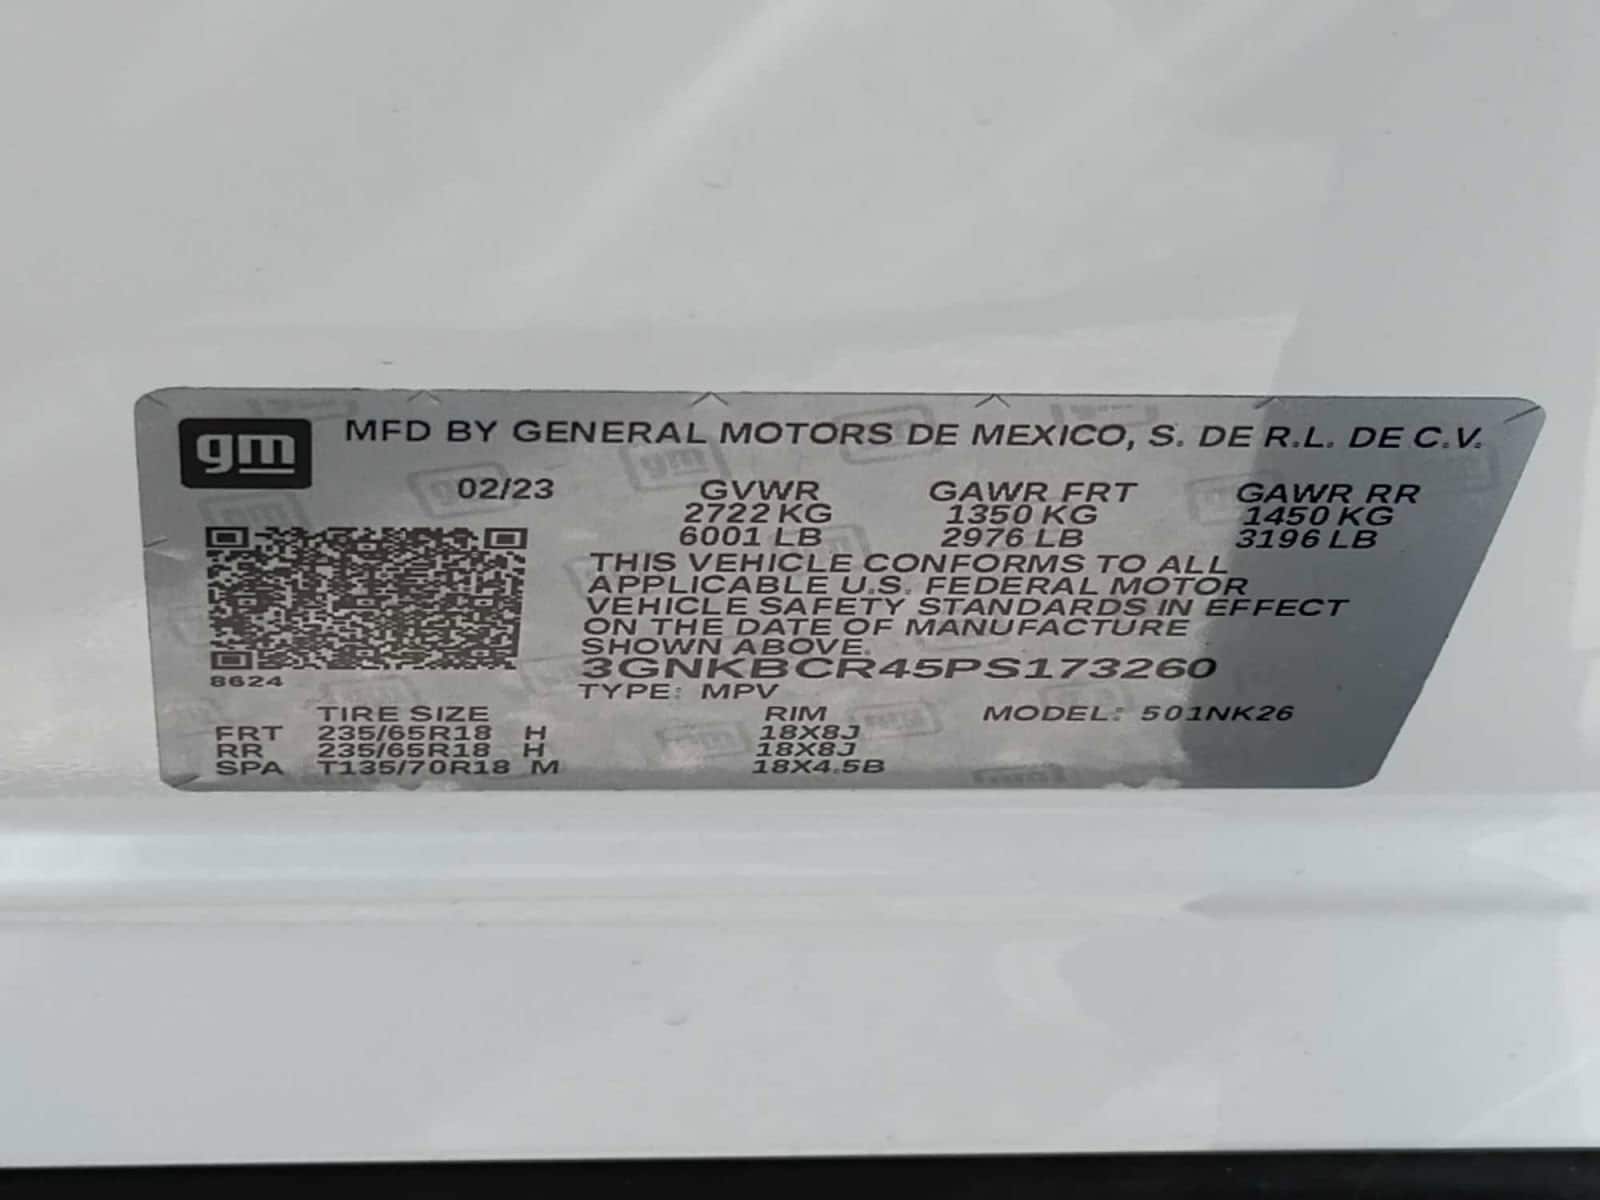 gm MFD BY GENERAL MOTORS DE MEXICO, S. DE R.L. DE C.V.
02/23 GVWR GAWR FRT GAWR RR
2722 KG 1350 KG 1450 KG
6001 LB 2976 LB 3196 LB
THIS VEHICLE CONFORMS TO ALL
APPLICABLE U.S. FEDERAL MOTOR
VEHICLE SAFETY STANDARDS IN EFFECT
ON THE DATE OF MANUFACTURE
SHOWN ABOVE.
3GNKBCR45PS173260
8624
TYPE: MPV
TIRE SIZE RIM MODEL: 501NK26
FRT 235/65R18 H 18X8J
RR 235/65R18 H 18X8J
SPA T135/70R18 M 18X4.5B